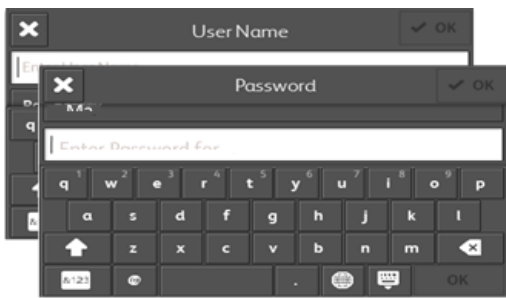 User Name
OK
Password
OK
Enter Password for
q 1 w 2 e 3 r 4 t 5 y 6 u 7 i 8 o 9 p
a s d f g h j k l
z x c v b n m
&123 . OK
q